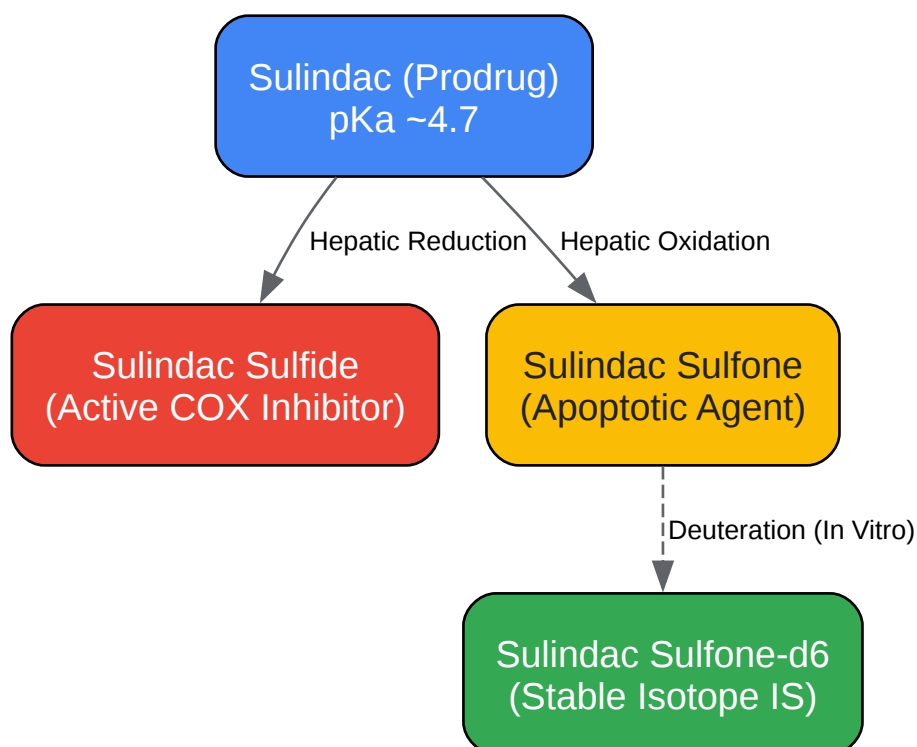 Sulindac (Prodrug)
pKa ~4.7
Hepatic Reduction
Hepatic Oxidation
Sulindac Sulfide
(Active COX Inhibitor)
Sulindac Sulfone
(Apoptotic Agent)
Deuteration (In Vitro)
Sulindac Sulfone-d6
(Stable Isotope IS)